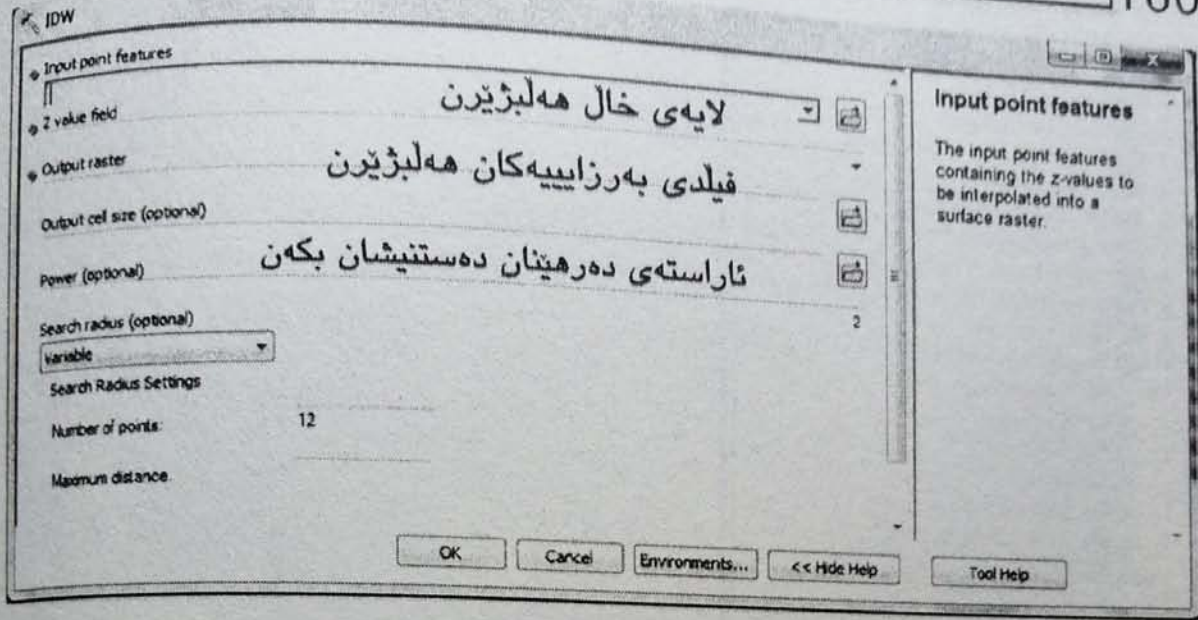 100
IDW
Input point features
لایەی خاڵ هەڵبژێرن
Z value field
فیڵدی بەرزاییییەکان هەڵبژێرن
Output raster
Output cell size (optional)
ئاراستەی دەرهێنان دەستنیشان بکەن
Power (optional)
2
Search radius (optional)
Variable
Search Radius Settings
Number of points:
12
Maximum distance:
OK
Cancel
Environments...
<< Hide Help
Tool Help
Input point features
The input point features
containing the z-values to
be interpolated into a
surface raster.